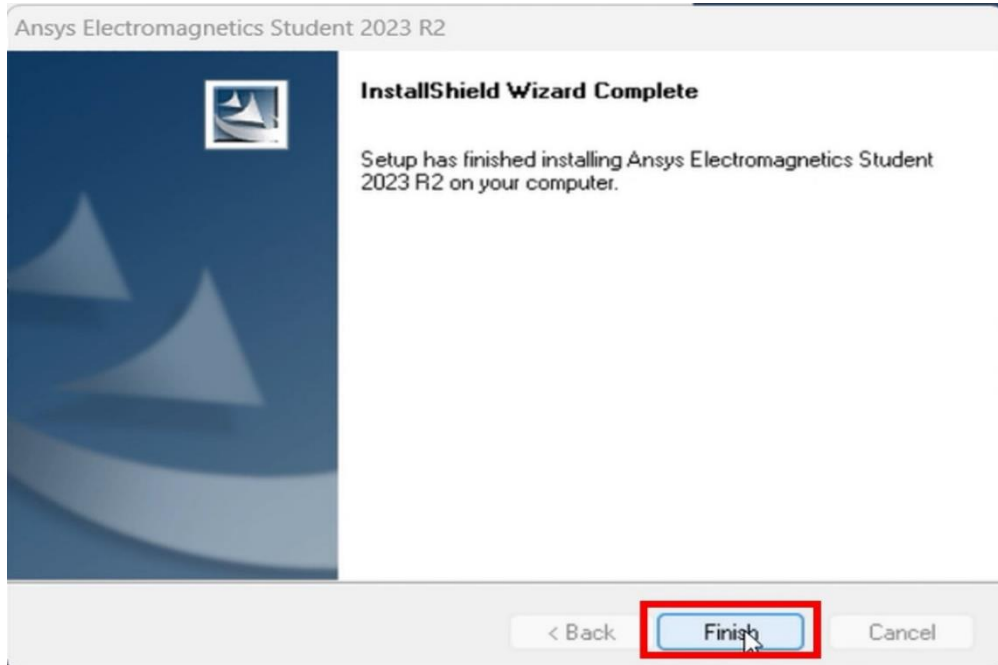 Ansys Electromagnetics Student 2023 R2
InstallShield Wizard Complete
Setup has finished installing Ansys Electromagnetics Student
2023 R2 on your computer.
< Back Finish Cancel